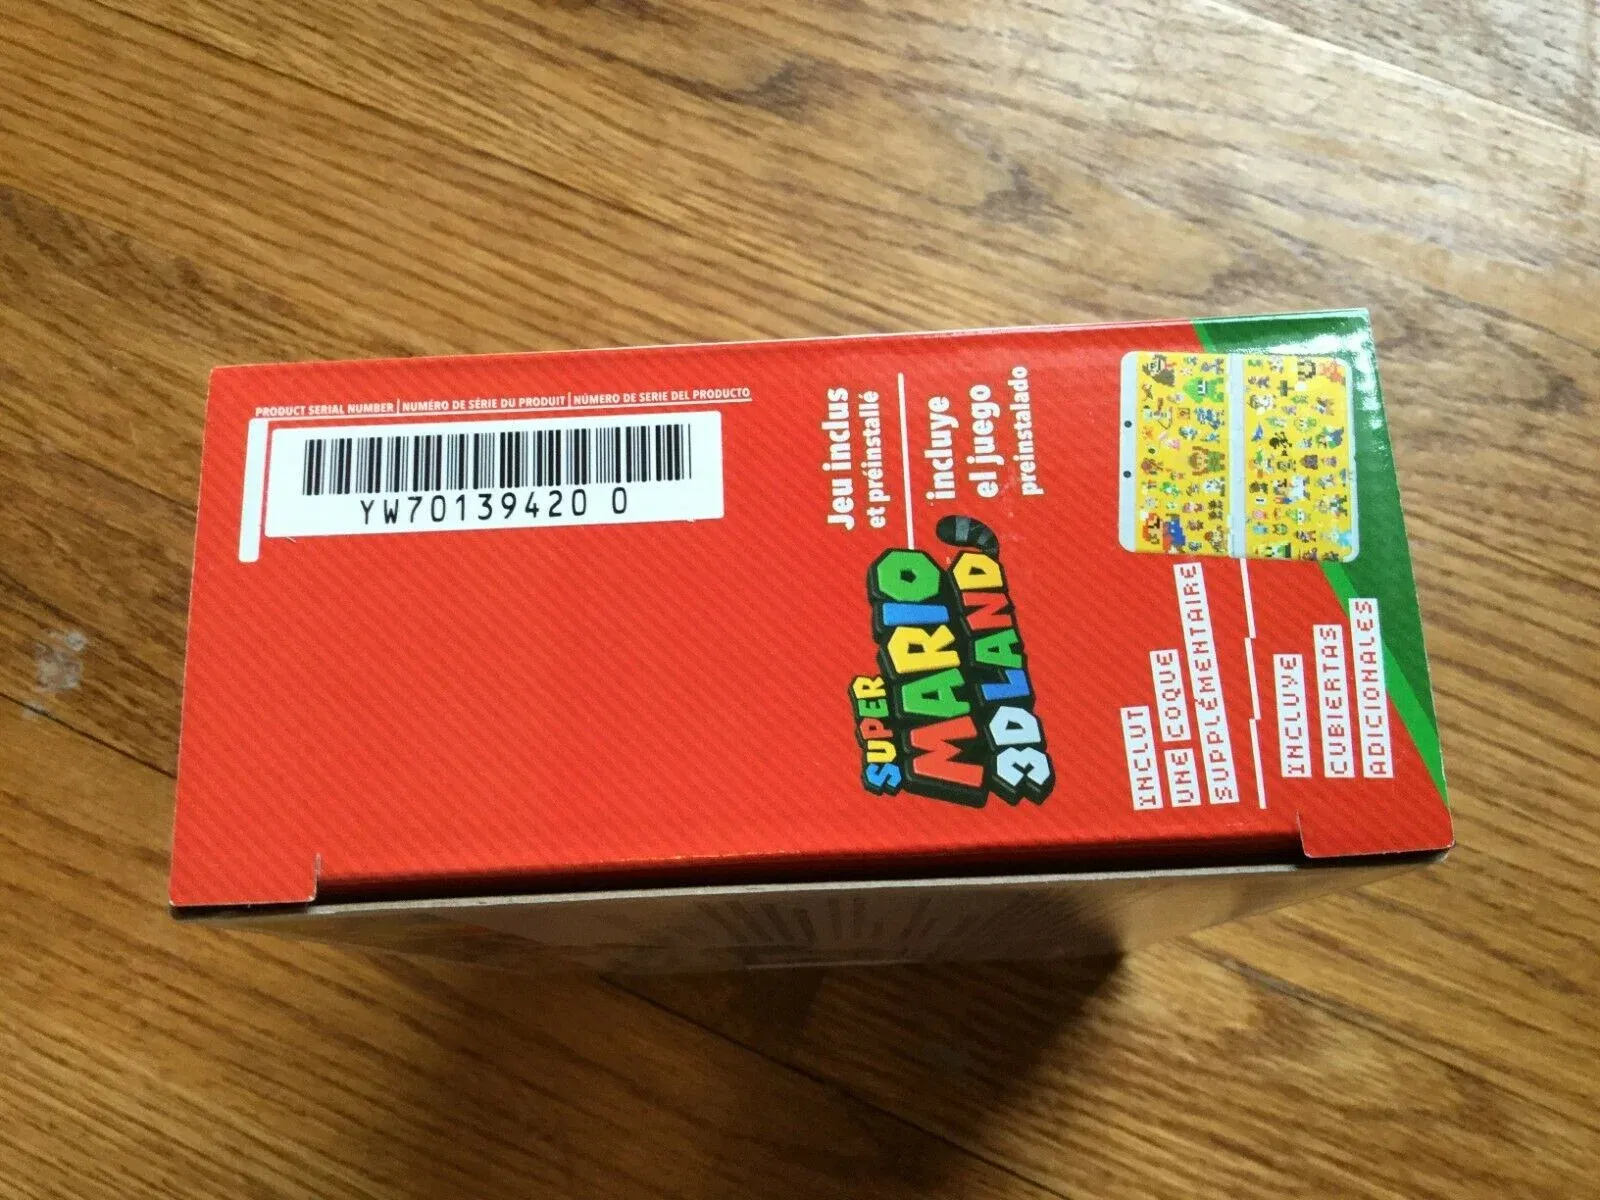 PRODUCT SERIAL NUMBER | NUMÉRO DE SÉRIE DU PRODUIT | NÚMERO DE SERIE DEL PRODUCTO
YW70139420 0
Jeu inclus
et préinstallé
incluye
el juego
preinstalado
SUPER
MARIO
3D LAND
INCLUT
UNE COQUE
SUPPLÉMENTAIRE
INCLUYE
CUBIERTAS
ADICIONALES